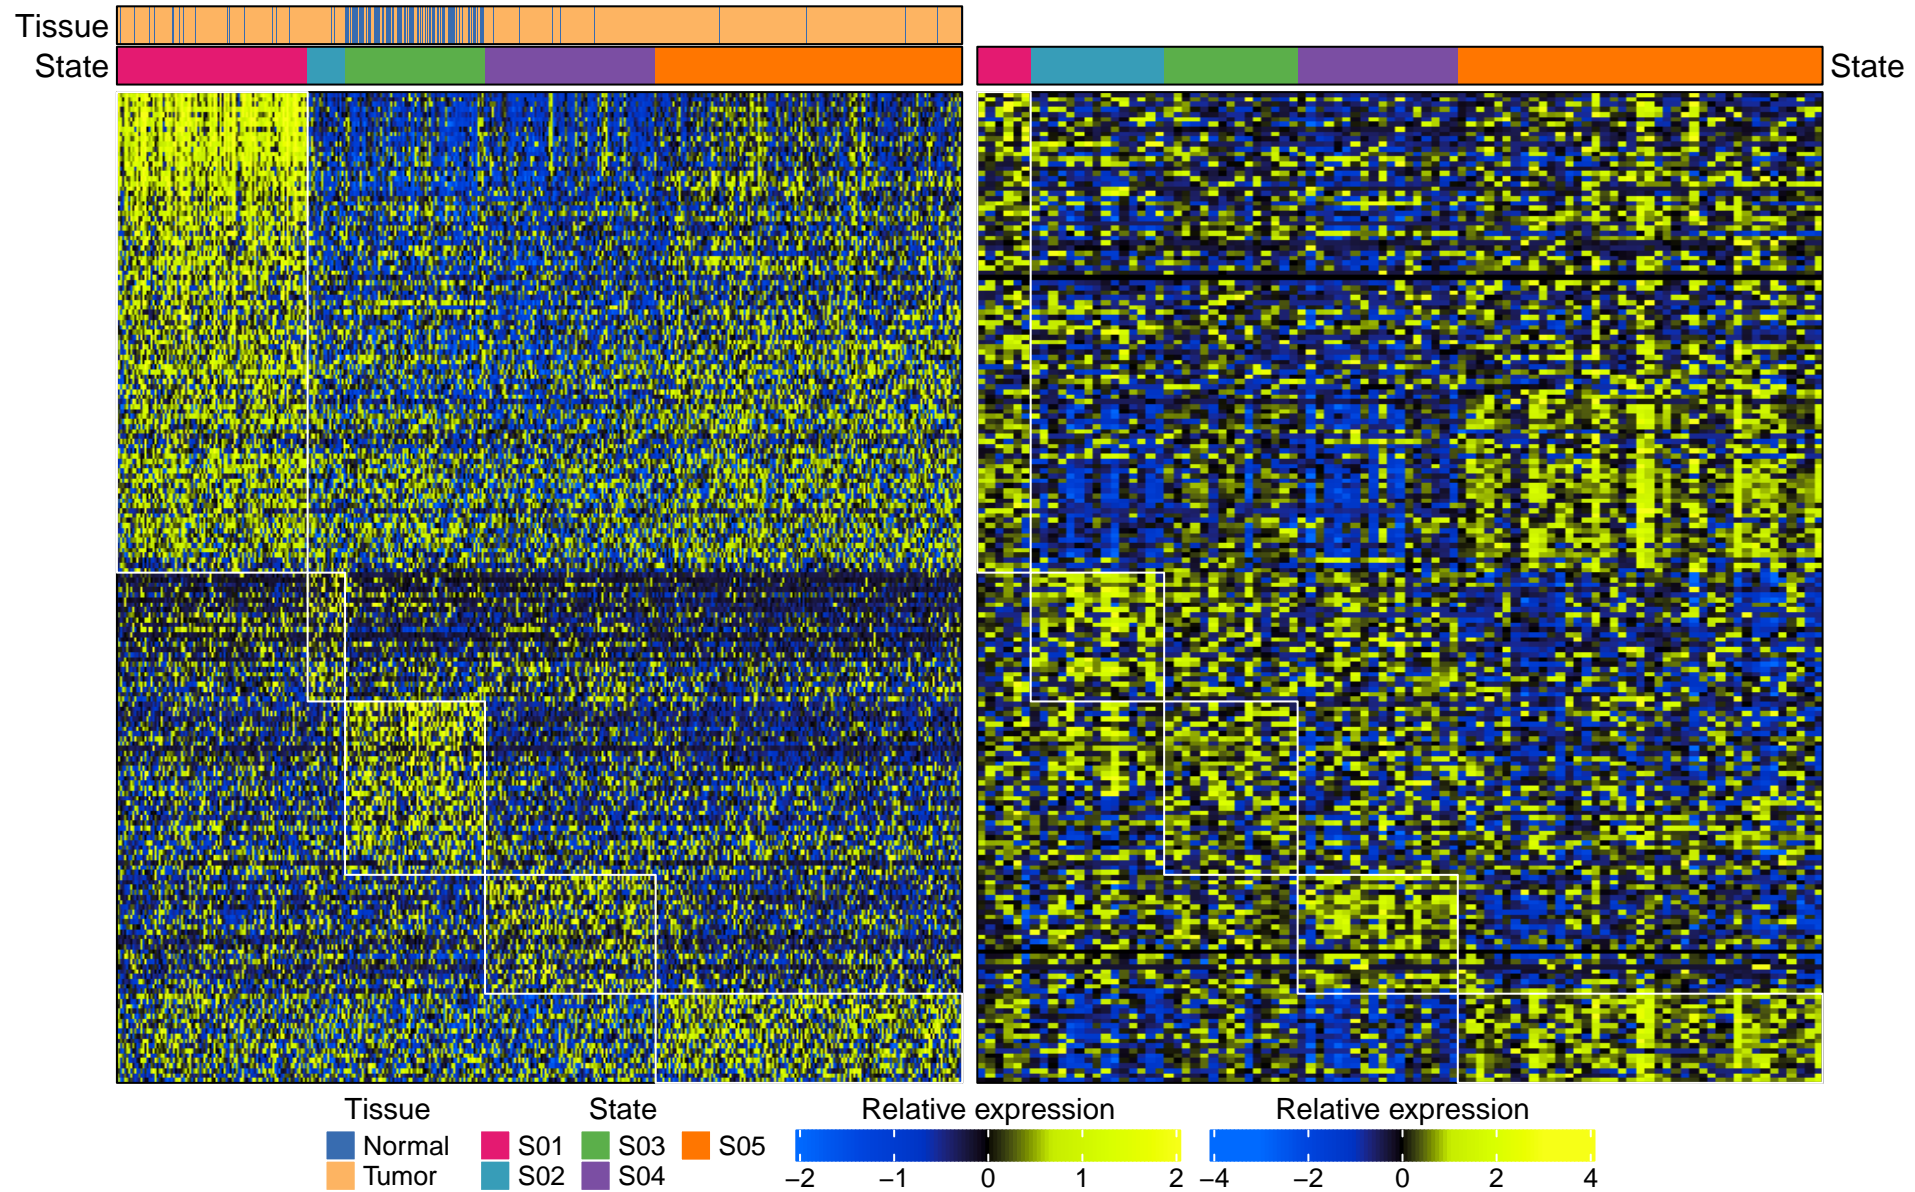 Tissue
State
State
Tissue State Relative expression Relative expression
Normal S01 S03 S05
Tumor S02 S04
−2 −1 0 1 2 −4 −2 0 2 4